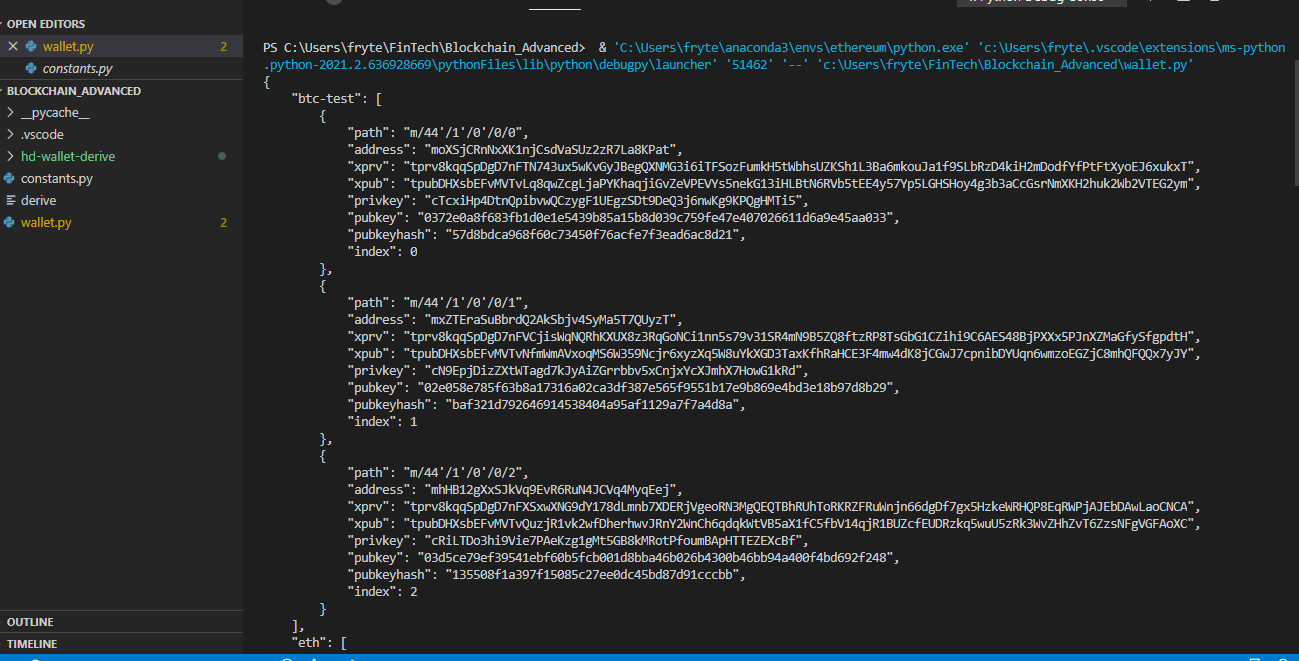 OPEN EDITORS
wallet.py 2
constants.py
BLOCKCHAIN_ADVANCED
__pycache__
.vscode
hd-wallet-derive
constants.py
derive
wallet.py 2
OUTLINE
TIMELINE
PS C:\Users\fryte\FinTech\Blockchain_Advanced> & 'C:\Users\fryte\anaconda3\envs\ethereum\python.exe' 'c:\Users\fryte\.vscode\extensions\ms-python
.python-2021.2.636928669\pythonFiles\lib\python\debugpy\launcher' '51462' '--' 'c:\Users\fryte\FinTech\Blockchain_Advanced\wallet.py'
{
"btc-test": [
{
"path": "m/44'/1'/0'/0/0",
"address": "moXSjCRnNxXK1njCsdVaSUz2zR7La8KPat",
"xprv": "tprv8kqqSpDgD7nFTN743ux5wKvGyJBegQXNMG3i6iTFSozFumkH5tWbhsUZKSh1L3Ba6mkouJa1f9SLbRzD4kiH2mDodfYfPtFtXyoEJ6xukxT",
"xpub": "tpubDHXsbEFvMVTvLq8qwZcgLjaPYKhaqjiGvZeVPEVYs5nekG13iHLBtN6RVb5tEE4y57Yp5LGHSHoy4g3b3aCcGsrNmXKH2huk2Wb2VTEG2ym",
"privkey": "cTcxiHp4DtnQpibvwQCzygF1UEgzSDt9DeQ3j6nwKg9KPQgHMTi5",
"pubkey": "0372e0a8f683fb1d0e1e5439b85a15b8d039c759fe47e407026611d6a9e45aa033",
"pubkeyhash": "57d8bdca968f60c73450f76acfe7f3ead6ac8d21",
"index": 0
},
{
"path": "m/44'/1'/0'/0/1",
"address": "mxZTEraSuBbrdQ2AkSbjv4SyMa5T7QUyzT",
"xprv": "tprv8kqqSpDgD7nFVCjisWqNQRhKXUX8z3RqGoNCi1nn5s79v31SR4mN9B5ZQ8ftzRP8TsGbG1CZihi9C6AES48BjPXXx5PJnXZMaGfySfgpdtH",
"xpub": "tpubDHXsbEFvMVTvNfmWmAVxoqMS6W359Ncjr6xyzXq5W8uYkXGD3TaxKfhRaHCE3F4mw4dK8jCGwJ7cpnibDYUqn6wmzoEGZjC8mhQFQQx7yJY",
"privkey": "cN9EpjDizZXtWTagd7kJyAiZGrrbbv5xCnjxYcXJmhX7HowG1kRd",
"pubkey": "02e058e785f63b8a17316a02ca3df387e565f9551b17e9b869e4bd3e18b97d8b29",
"pubkeyhash": "baf321d792646914538404a95af1129a7f7a4d8a",
"index": 1
},
{
"path": "m/44'/1'/0'/0/2",
"address": "mhHB12gXxSJkVq9EvR6RuN4JCVq4MyqEej",
"xprv": "tprv8kqqSpDgD7nFXSxwXNG9dY178dLmnb7XDERjVgeoRN3MgQEQTBhRUhToRKRZFRuWnjn66dgDf7gx5HzkeWRHQP8EqRWPjAJEbDAwLaoCNCA",
"xpub": "tpubDHXsbEFvMVTvQuzjR1vk2wfDherhwvJRnY2WnCh6qdqkWtVB5aX1fC5fbV14qjR1BUZcfEUDRzkq5wuU5zRk3WvZHhZvT6ZzsNFgVGFAoXC",
"privkey": "cRiLTDo3hi9Vie7PAeKzg1gMt5GB8kMRotPfoumBApHTTEZEXcBf",
"pubkey": "03d5ce79ef39541ebf60b5fcb001d8bba46b026b4300b46bb94a400f4bd692f248",
"pubkeyhash": "135508f1a397f15085c27ee0dc45bd87d91cccbb",
"index": 2
}
],
"eth": [